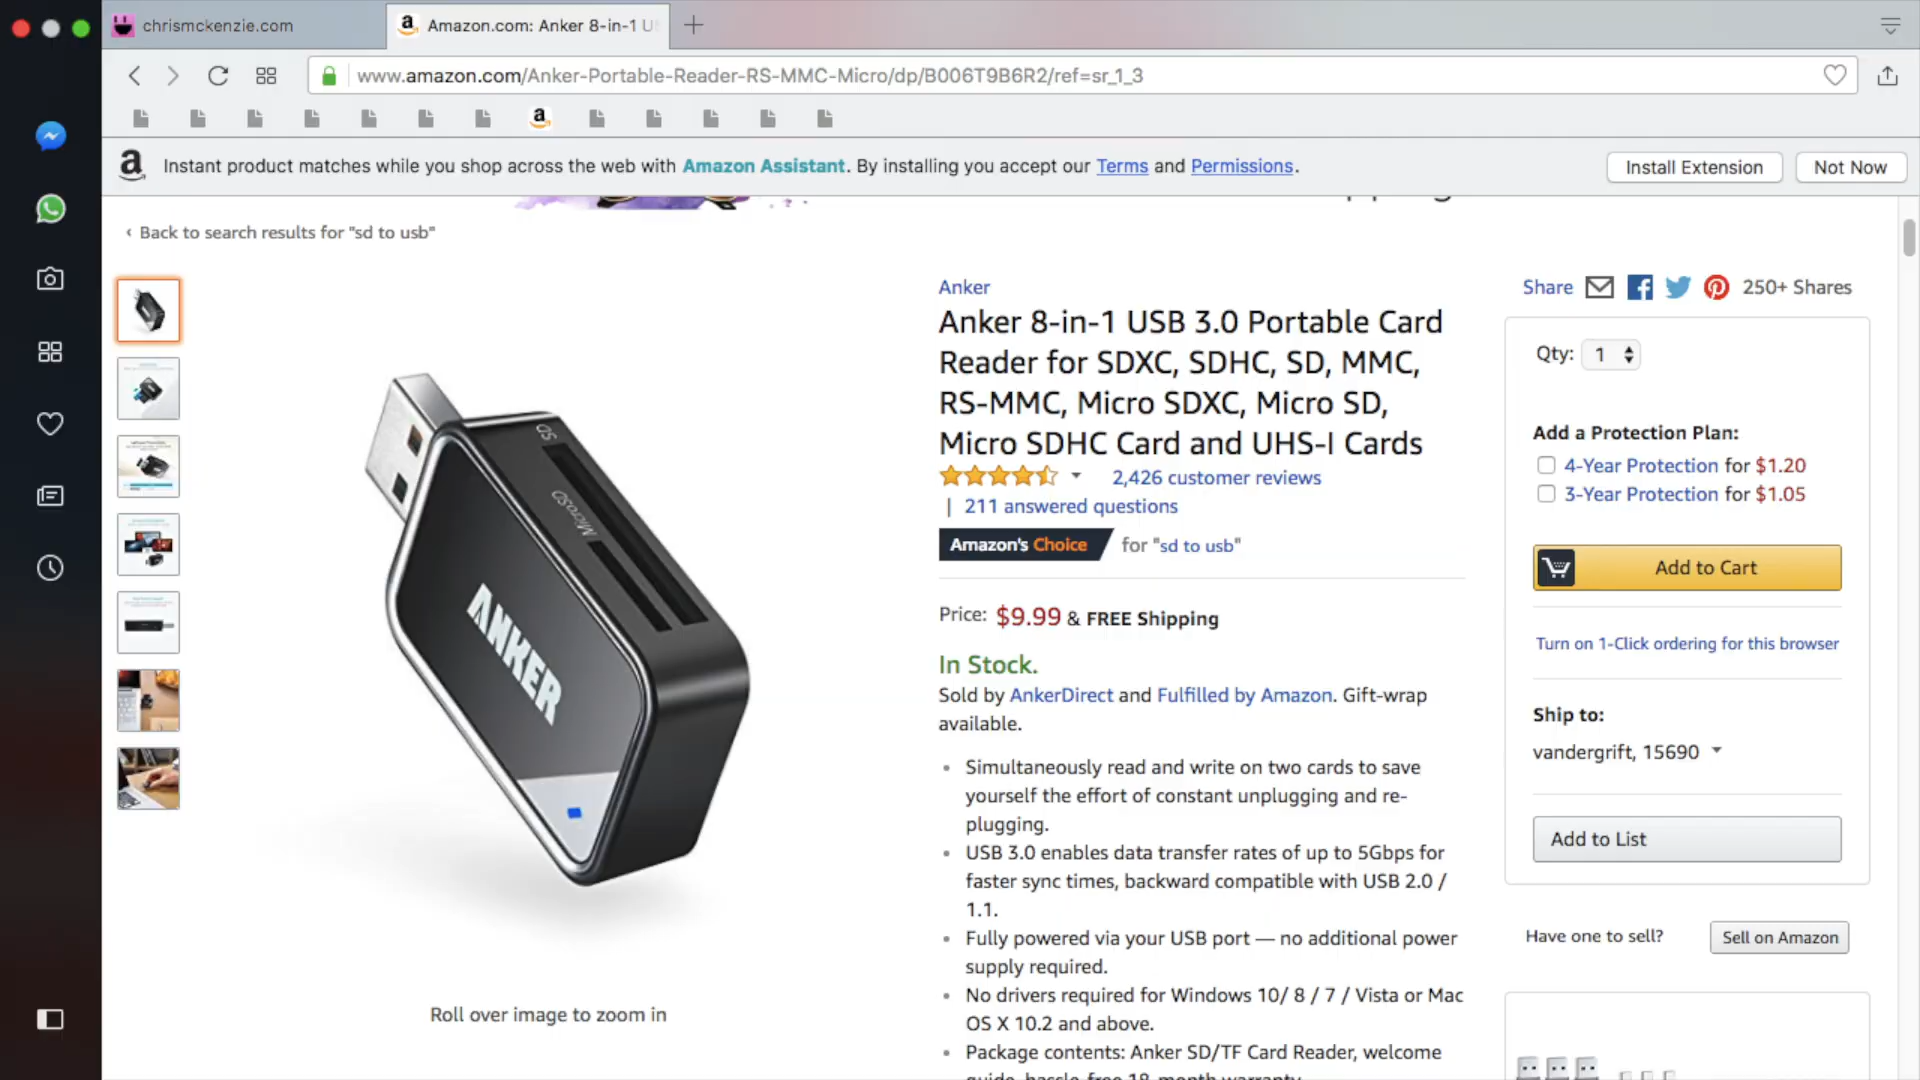 chrismckenzie.com
Amazon.com: Anker 8-in-1 U
www.amazon.com/Anker-Portable-Reader-RS-MMC-Micro/dp/B006T9B6R2/ref=sr_1_3
Instant product matches while you shop across the web with Amazon Assistant. By installing you accept our Terms and Permissions.
Install Extension
Not Now
‹ Back to search results for "sd to usb"
Anker
Anker 8-in-1 USB 3.0 Portable Card
Reader for SDXC, SDHC, SD, MMC,
RS-MMC, Micro SDXC, Micro SD,
Micro SDHC Card and UHS-I Cards
2,426 customer reviews
| 211 answered questions
Amazon's Choice for "sd to usb"
Price: $9.99 & FREE Shipping
In Stock.
Sold by AnkerDirect and Fulfilled by Amazon. Gift-wrap
available.
• Simultaneously read and write on two cards to save
yourself the effort of constant unplugging and re-
plugging.
• USB 3.0 enables data transfer rates of up to 5Gbps for
faster sync times, backward compatible with USB 2.0 /
1.1.
• Fully powered via your USB port — no additional power
supply required.
• No drivers required for Windows 10/ 8 / 7 / Vista or Mac
OS X 10.2 and above.
• Package contents: Anker SD/TF Card Reader, welcome
guide, hassle-free 18-month warranty
SD
MicroSD
ANKER
Roll over image to zoom in
Share
250+ Shares
Qty: 1
Add a Protection Plan:
4-Year Protection for $1.20
3-Year Protection for $1.05
Add to Cart
Turn on 1-Click ordering for this browser
Ship to:
vandergrift, 15690
Add to List
Have one to sell?
Sell on Amazon